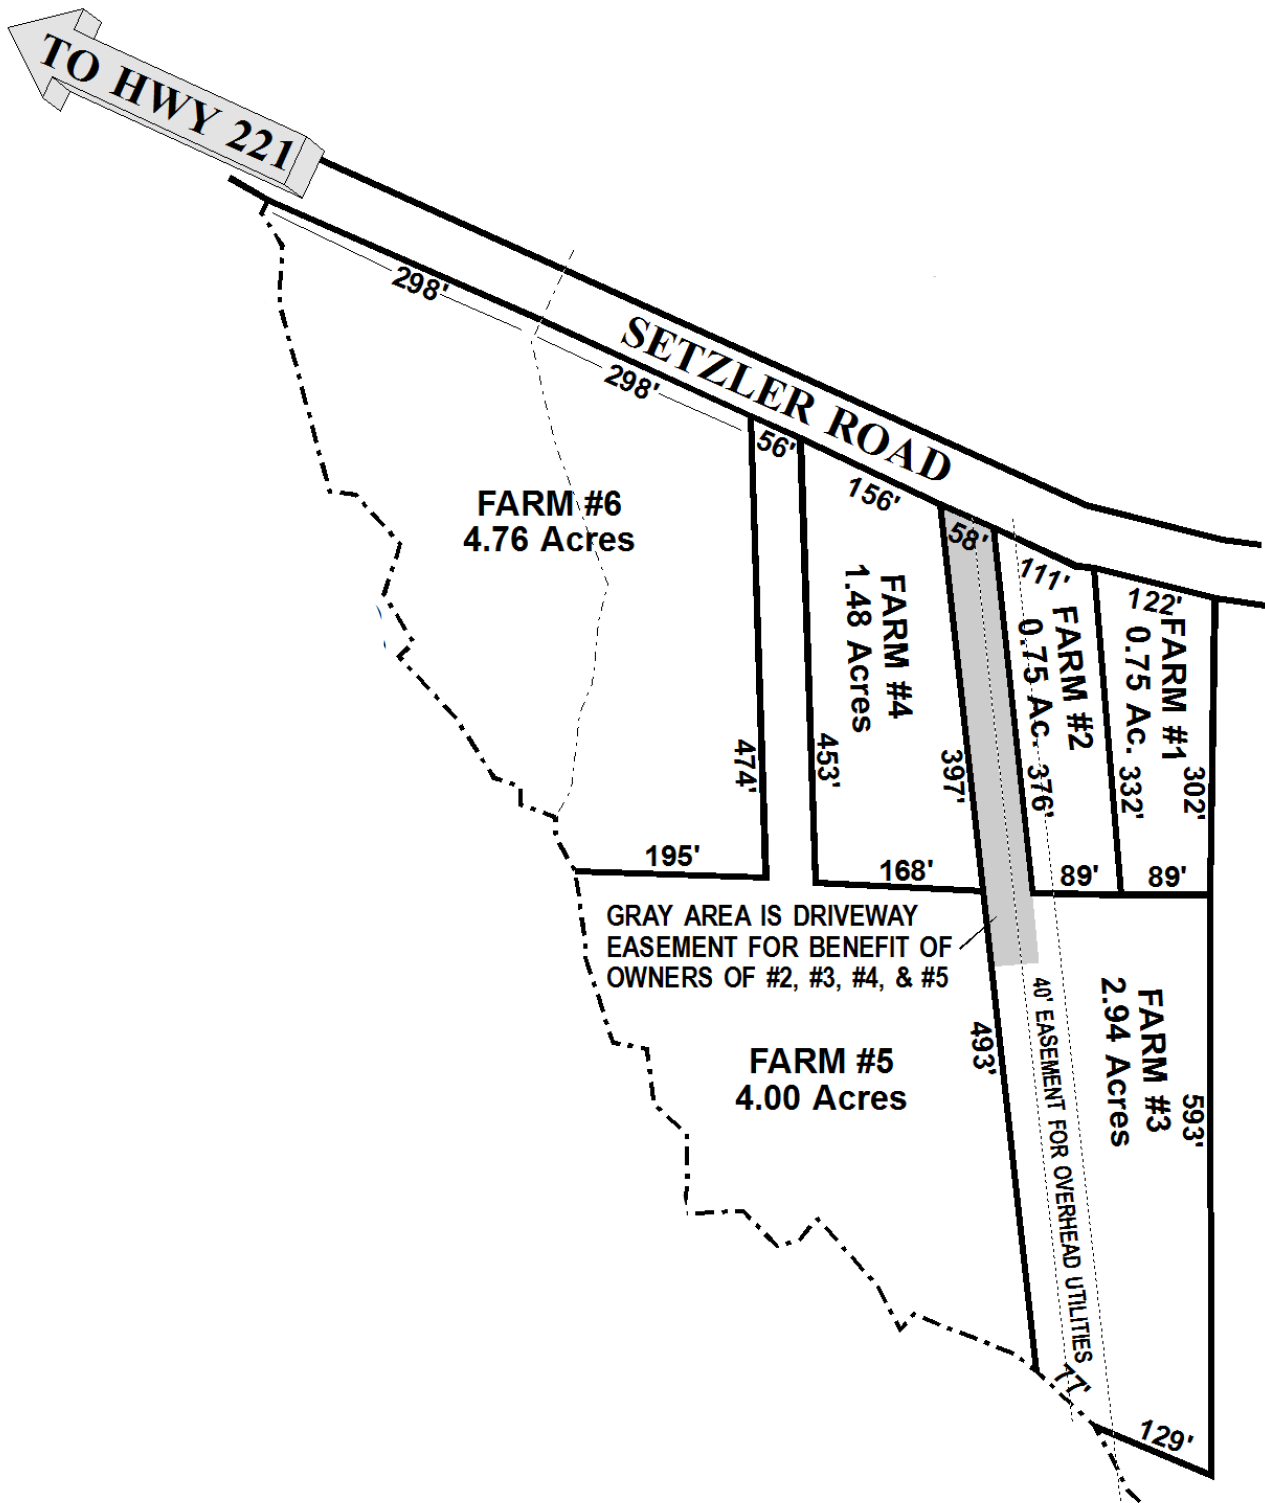 TO HWY 221
298'
SETZLER ROAD
298'
56'
156'
58'
111'
122'
FARM #6
4.76 Acres
FARM #4
1.48 Acres
FARM #2
0.75 Ac.
FARM #1
0.75 Ac.
474'
453'
397'
376'
332'
302'
195'
168'
89'
89'
GRAY AREA IS DRIVEWAY
EASEMENT FOR BENEFIT OF
OWNERS OF #2, #3, #4, & #5
FARM #5
4.00 Acres
493'
40' EASEMENT FOR OVERHEAD UTILITIES
FARM #3
2.94 Acres
593'
77'
129'